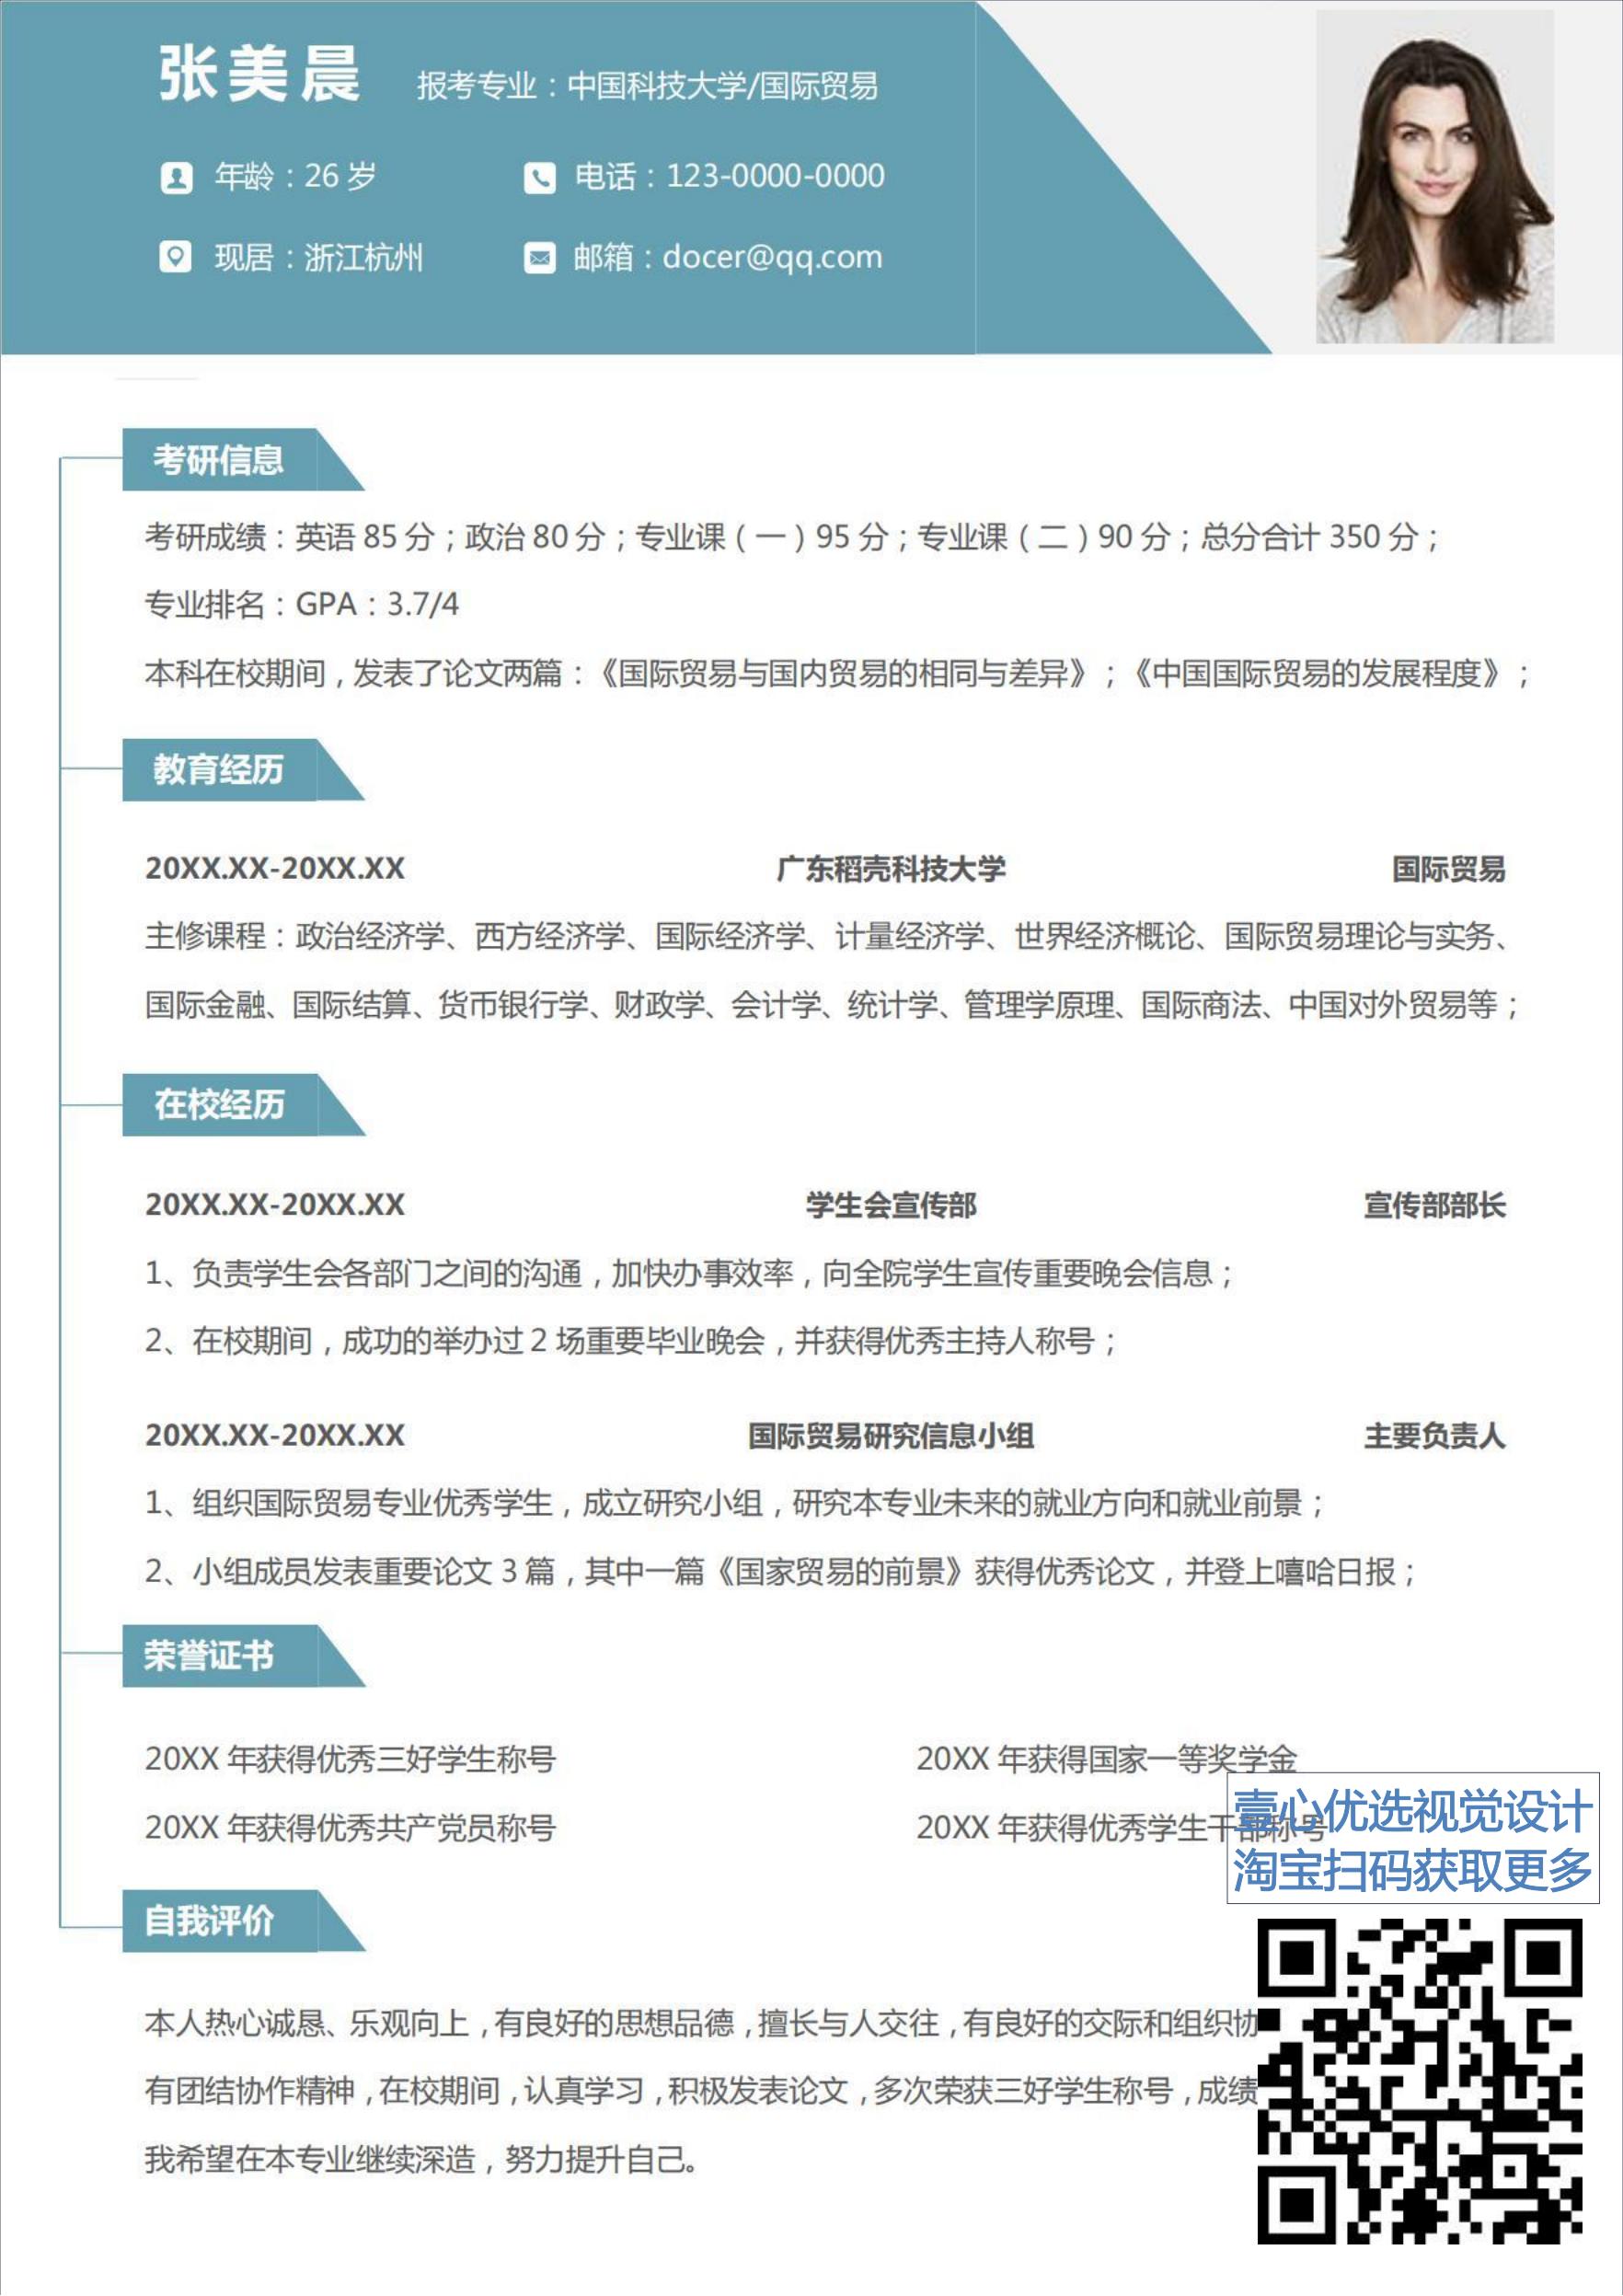 张美晨 报考专业：中国科技大学/国际贸易
年龄：26 岁 电话：123-0000-0000
现居：浙江杭州 邮箱：docer@qq.com
考研信息
考研成绩：英语 85 分；政治 80 分；专业课（一）95 分；专业课（二）90 分；总分合计 350 分；
专业排名：GPA：3.7/4
本科在校期间，发表了论文两篇：《国际贸易与国内贸易的相同与差异》；《中国国际贸易的发展程度》；
教育经历
20XX.XX-20XX.XX 广东稻壳科技大学 国际贸易
主修课程：政治经济学、西方经济学、国际经济学、计量经济学、世界经济概论、国际贸易理论与实务、
国际金融、国际结算、货币银行学、财政学、会计学、统计学、管理学原理、国际商法、中国对外贸易等；
在校经历
20XX.XX-20XX.XX 学生会宣传部 宣传部部长
1、负责学生会各部门之间的沟通，加快办事效率，向全院学生宣传重要晚会信息；
2、在校期间，成功的举办过 2 场重要毕业晚会，并获得优秀主持人称号；
20XX.XX-20XX.XX 国际贸易研究信息小组 主要负责人
1、组织国际贸易专业优秀学生，成立研究小组，研究本专业未来的就业方向和就业前景；
2、小组成员发表重要论文 3 篇，其中一篇《国家贸易的前景》获得优秀论文，并登上嘻哈日报；
荣誉证书
20XX 年获得优秀三好学生称号 20XX 年获得国家一等奖学金
20XX 年获得优秀共产党员称号 20XX 年获得优秀学生干部称号
壹心优选视觉设计
淘宝扫码获取更多
自我评价
本人热心诚恳、乐观向上，有良好的思想品德，擅长与人交往，有良好的交际和组织协
有团结协作精神，在校期间，认真学习，积极发表论文，多次荣获三好学生称号，成绩
我希望在本专业继续深造，努力提升自己。